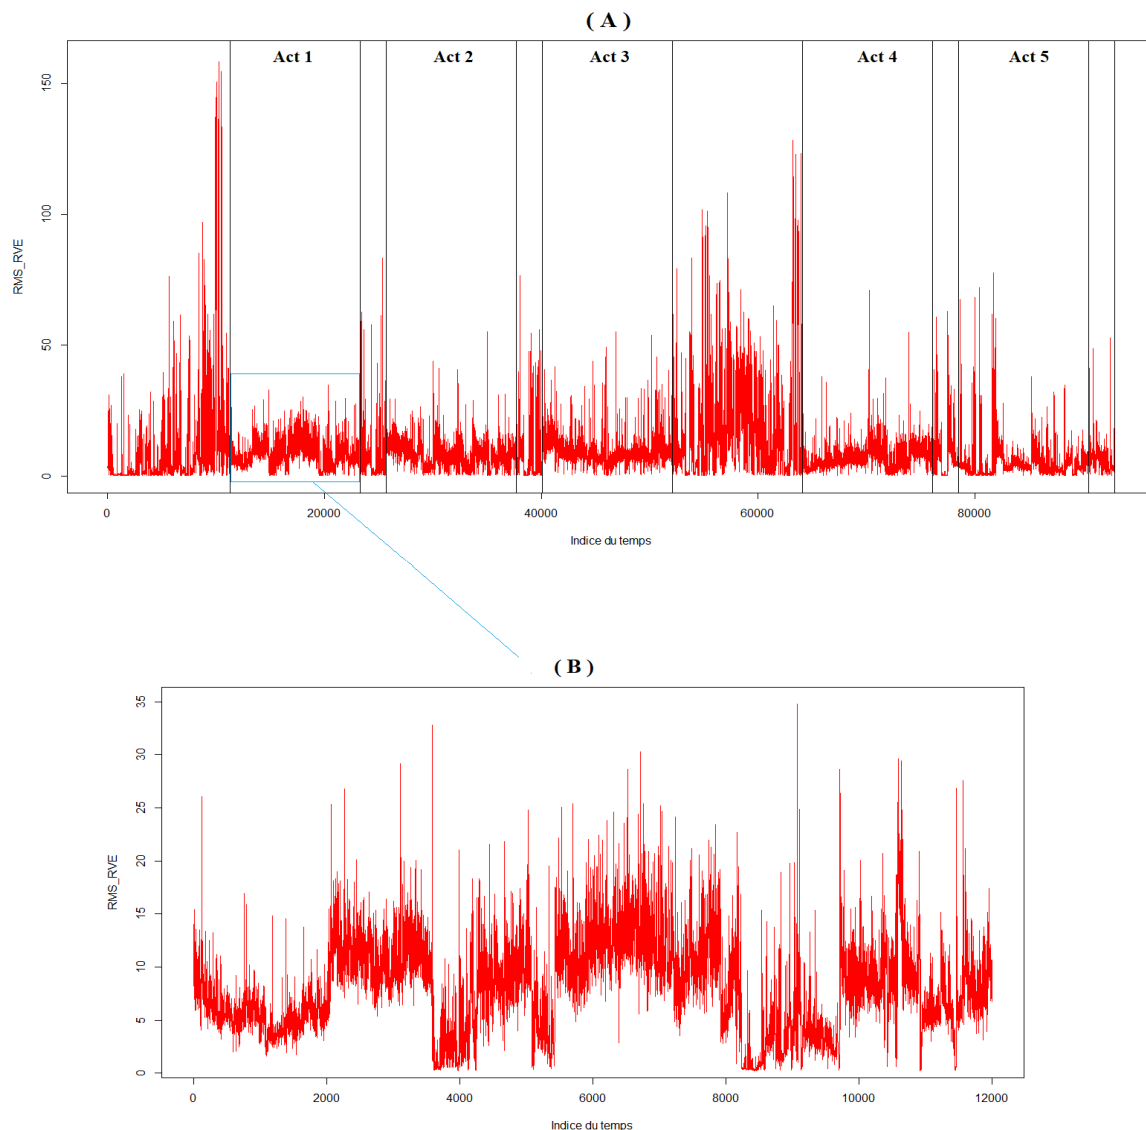 ( A )
Act 1 Act 2 Act 3 Act 4 Act 5
150
100
50
0
RMS_RVE
0 20000 40000 60000 80000
Indice du temps
( B )
35
30
25
20
15
10
5
0
RMS_RVE
0 2000 4000 6000 8000 10000 12000
Indice du temps